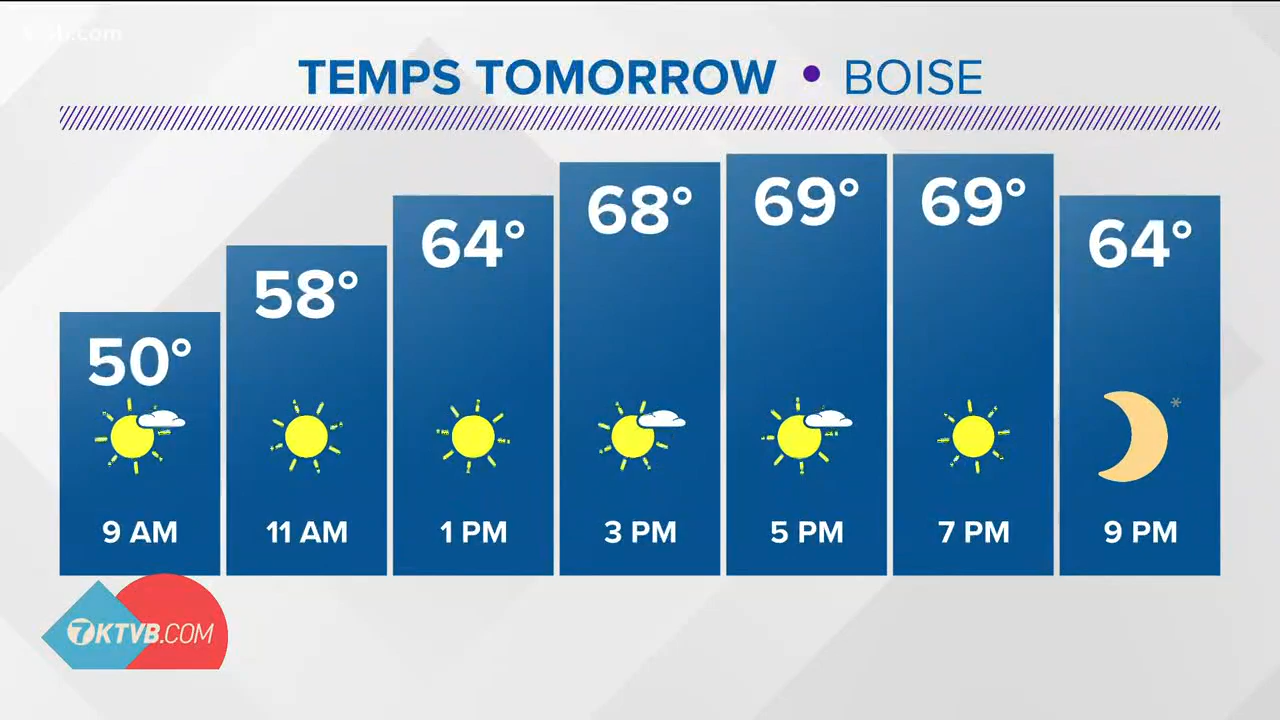 TEMPS TOMORROW • BOISE
50° 58° 64° 68° 69° 69° 64°
9 AM 11 AM 1 PM 3 PM 5 PM 7 PM 9 PM
7KTVB.COM